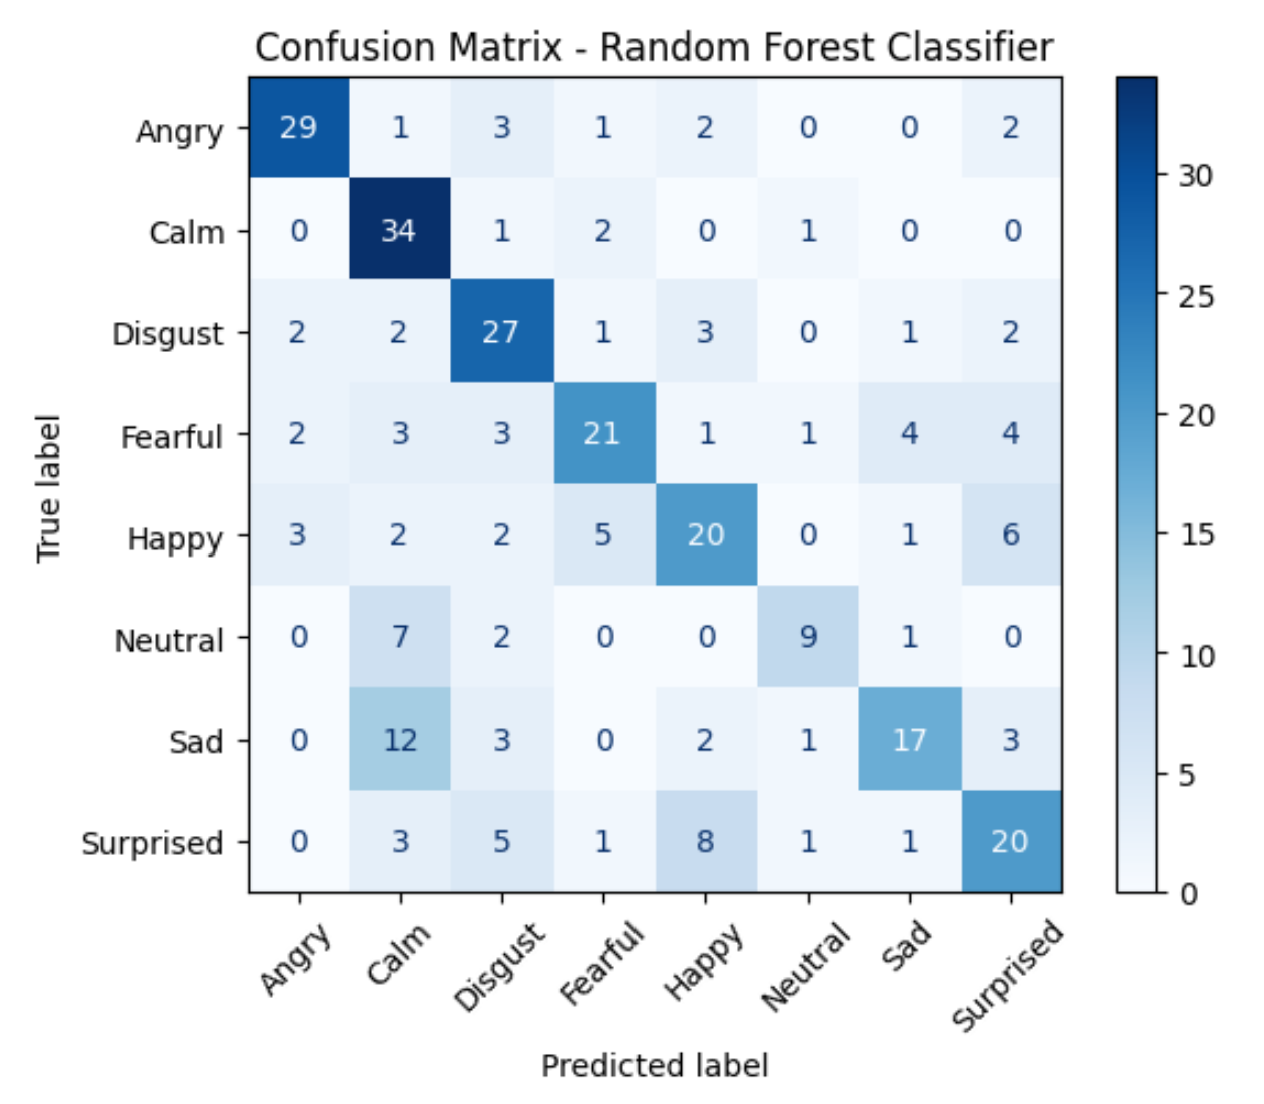 Confusion Matrix - Random Forest Classifier
True label
Angry 29 1 3 1 2 0 0 2
Calm 0 34 1 2 0 1 0 0
Disgust 2 2 27 1 3 0 1 2
Fearful 2 3 3 21 1 1 4 4
Happy 3 2 2 5 20 0 1 6
Neutral 0 7 2 0 0 9 1 0
Sad 0 12 3 0 2 1 17 3
Surprised 0 3 5 1 8 1 1 20
Angry Calm Disgust Fearful Happy Neutral Sad Surprised
Predicted label
30
25
20
15
10
5
0